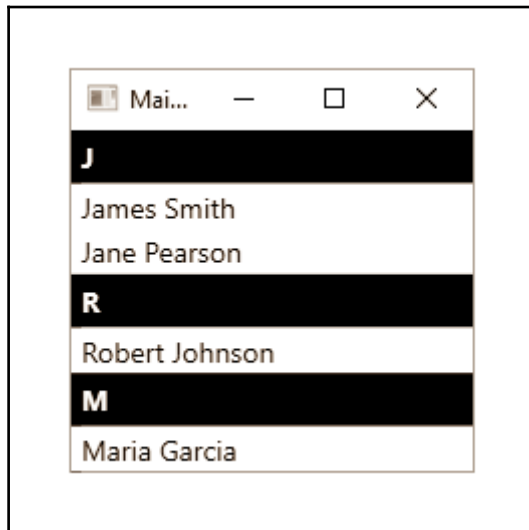 Mai...
J
James Smith
Jane Pearson
R
Robert Johnson
M
Maria Garcia